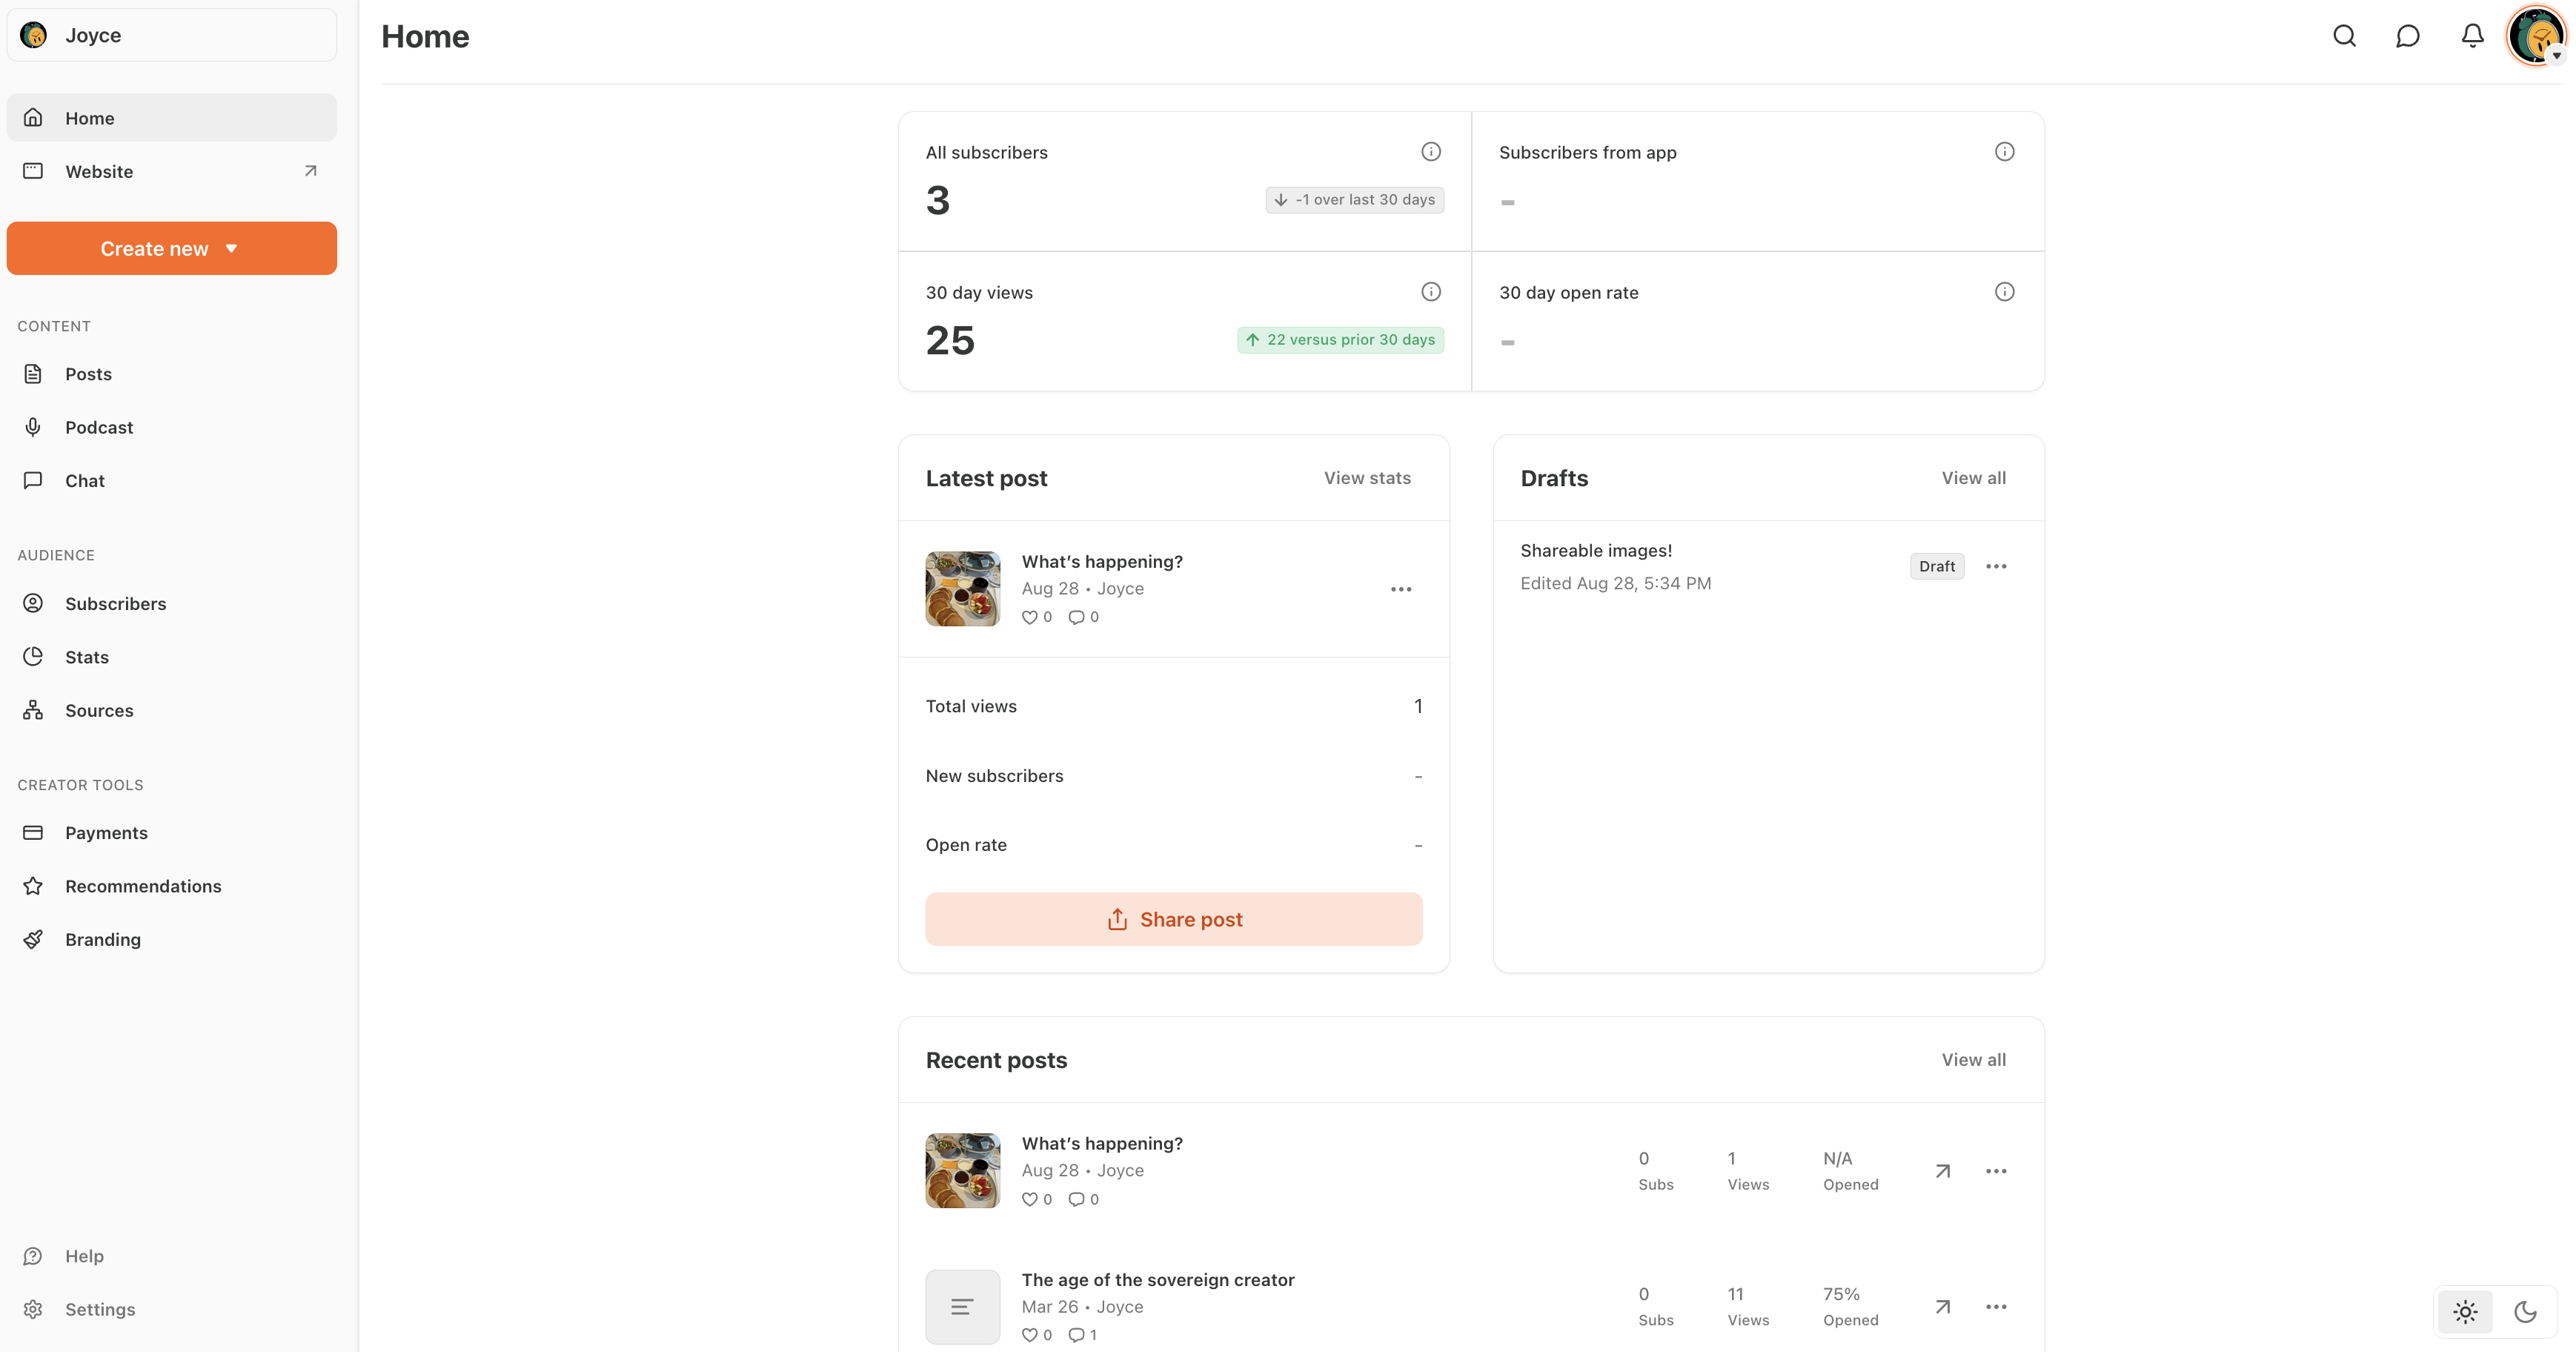 Joyce
Home
Website
Create new
CONTENT
Posts
Podcast
Chat
AUDIENCE
Subscribers
Stats
Sources
CREATOR TOOLS
Payments
Recommendations
Branding
Help
Settings
Home
All subscribers
3
-1 over last 30 days
Subscribers from app
–
30 day views
25
22 versus prior 30 days
30 day open rate
–
Latest post
View stats
What’s happening?
Aug 28 • Joyce
0 0
Total views 1
New subscribers -
Open rate -
Share post
Drafts
View all
Shareable images!
Edited Aug 28, 5:34 PM
Draft
Recent posts
View all
What’s happening?
Aug 28 • Joyce
0 0
0 1 N/A
Subs Views Opened
The age of the sovereign creator
Mar 26 • Joyce
0 1
0 11 75%
Subs Views Opened